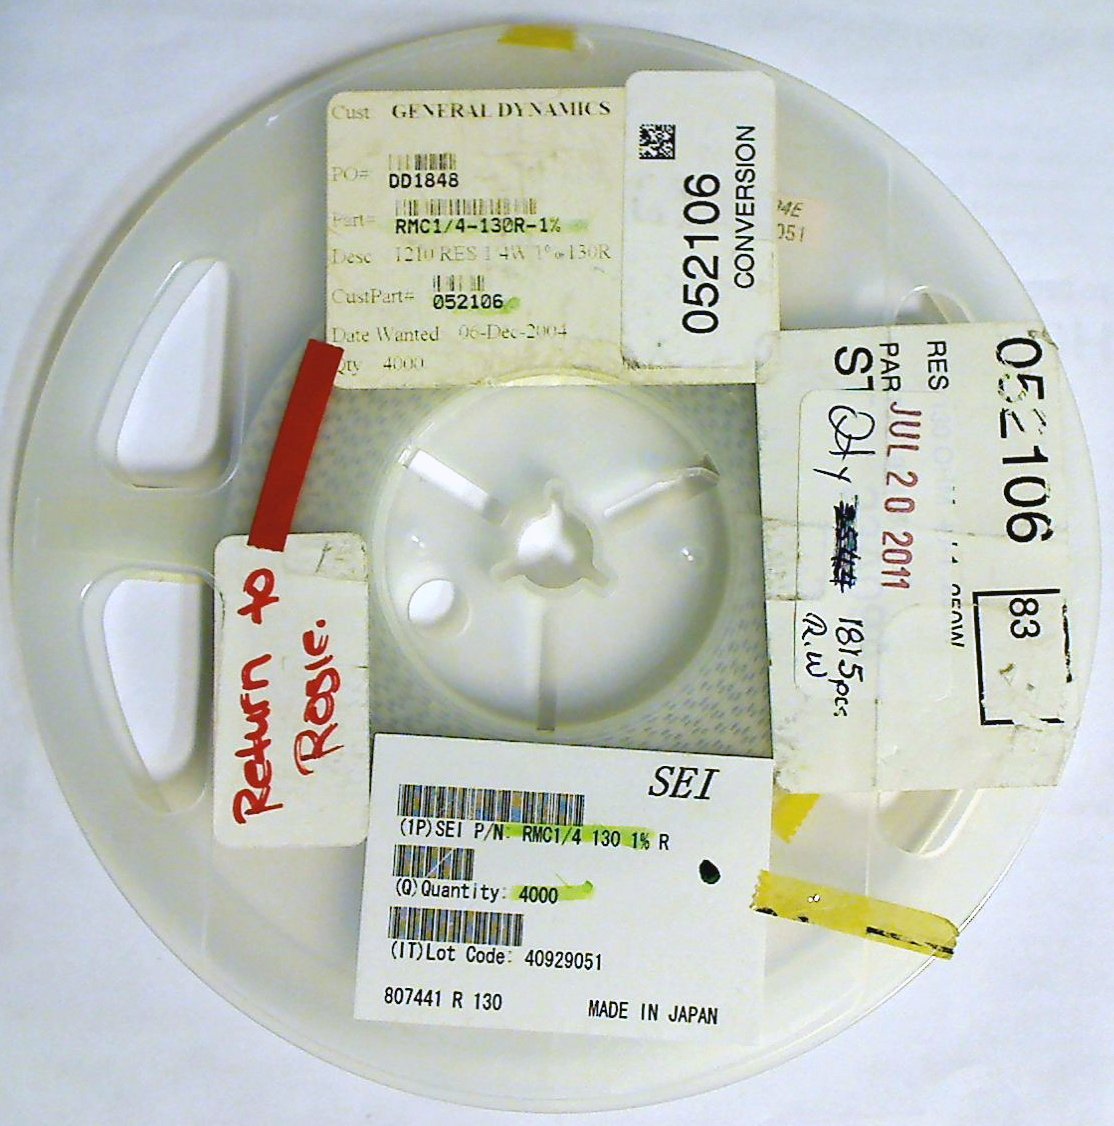 Cust GENERAL DYNAMICS
PO# DD1848
Part# RMC1/4-130R-1%
Desc 1210 RES 1/4W 1% 130R
CustPart# 052106
Date Wanted 06-Dec-2004
Qty 4000
052106
CONVERSION
04E
051
052106
RES
PAR
ST
JUL 20 2011
Qty
1815pcs
R.W
83
Return to
Rosie.
SEI
(1P)SEI P/N: RMC1/4 130 1% R
(Q)Quantity: 4000
(IT)Lot Code: 40929051
807441 R 130 MADE IN JAPAN